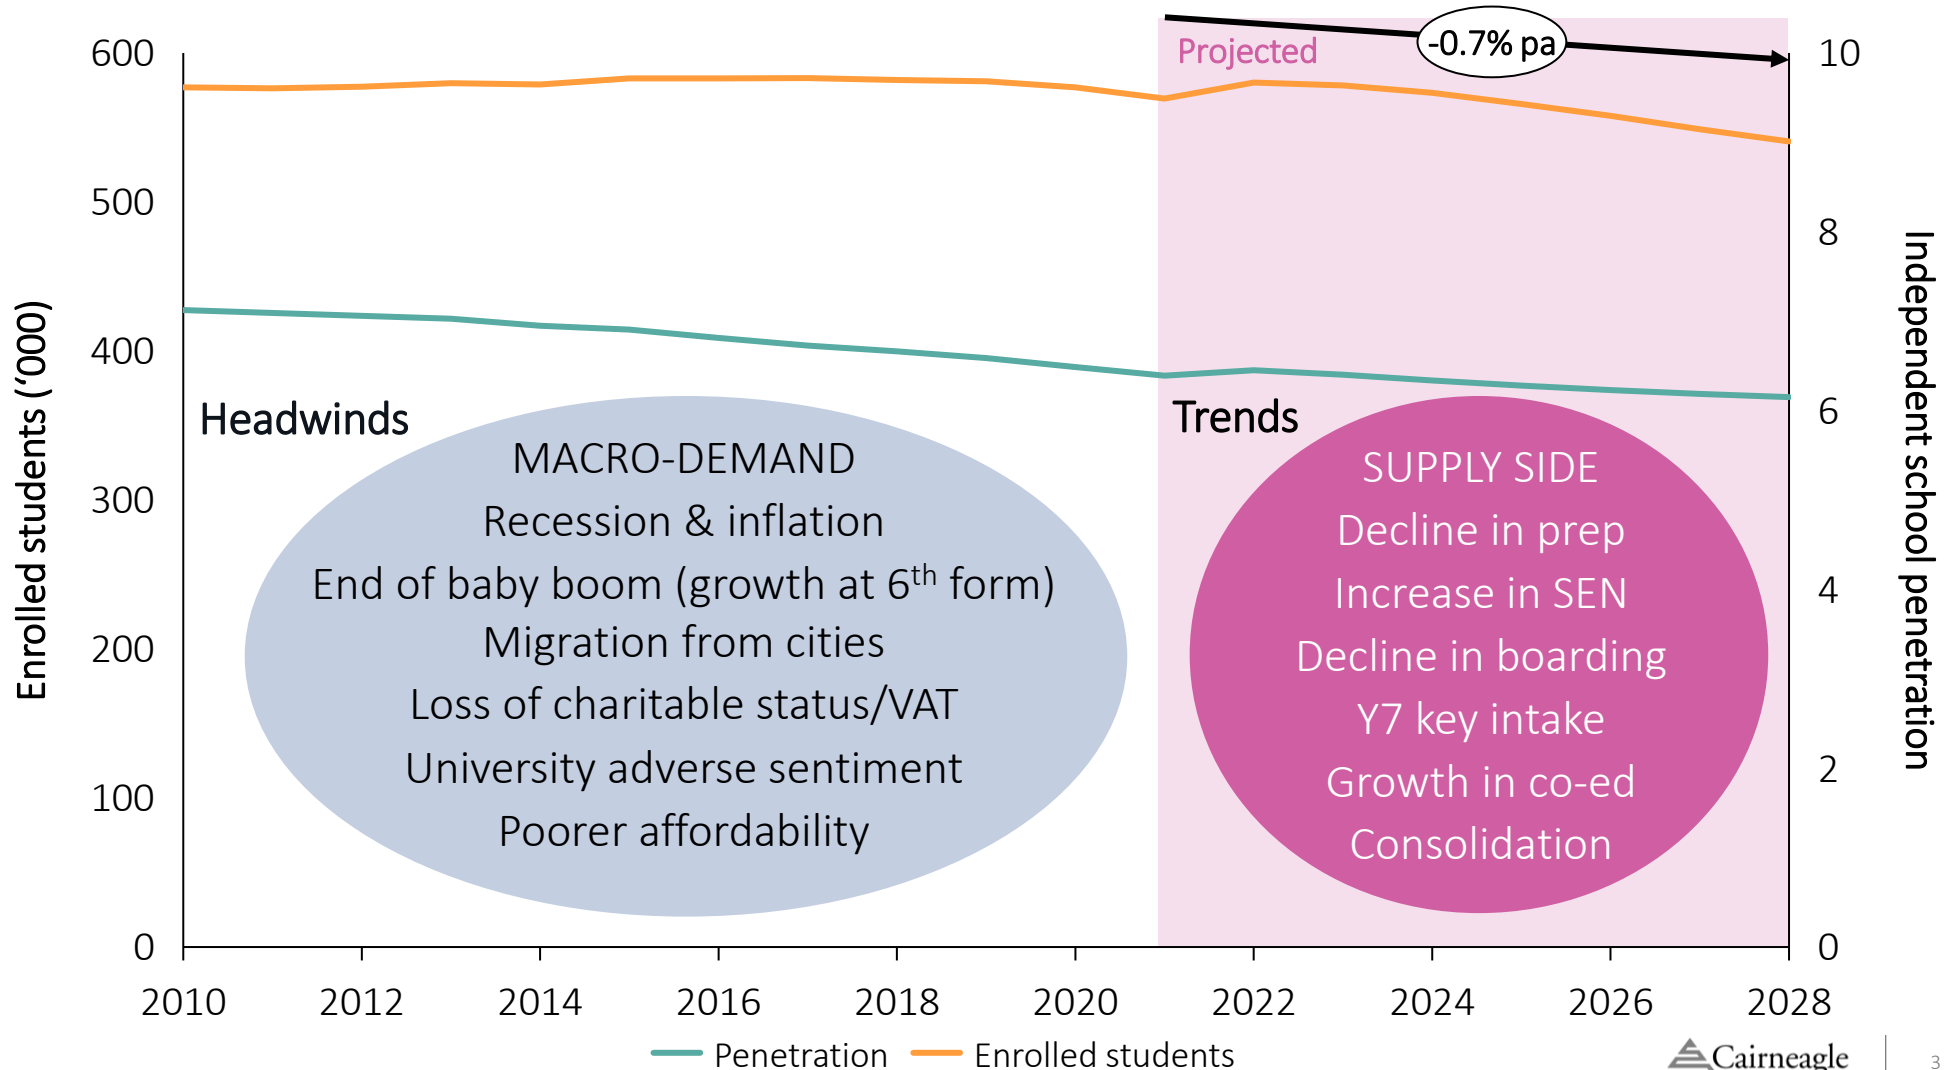 -0.7% pa
Projected
600
500
400
300
200
100
0
Enrolled students (‘000)
10
8
6
4
2
0
Independent school penetration
Headwinds
MACRO-DEMAND
Recession & inflation
End of baby boom (growth at 6th form)
Migration from cities
Loss of charitable status/VAT
University adverse sentiment
Poorer affordability
Trends
SUPPLY SIDE
Decline in prep
Increase in SEN
Decline in boarding
Y7 key intake
Growth in co-ed
Consolidation
2010 2012 2014 2016 2018 2020 2022 2024 2026 2028
Penetration Enrolled students
Cairneagle
3